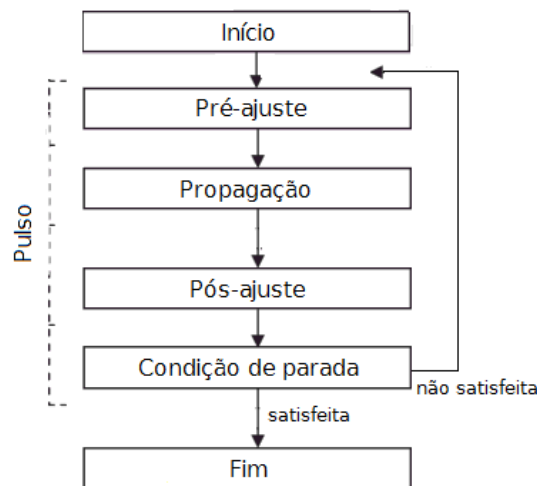 Início
Pré-ajuste
Propagação
Pulso
Pós-ajuste
Condição de parada
não satisfeita
satisfeita
Fim